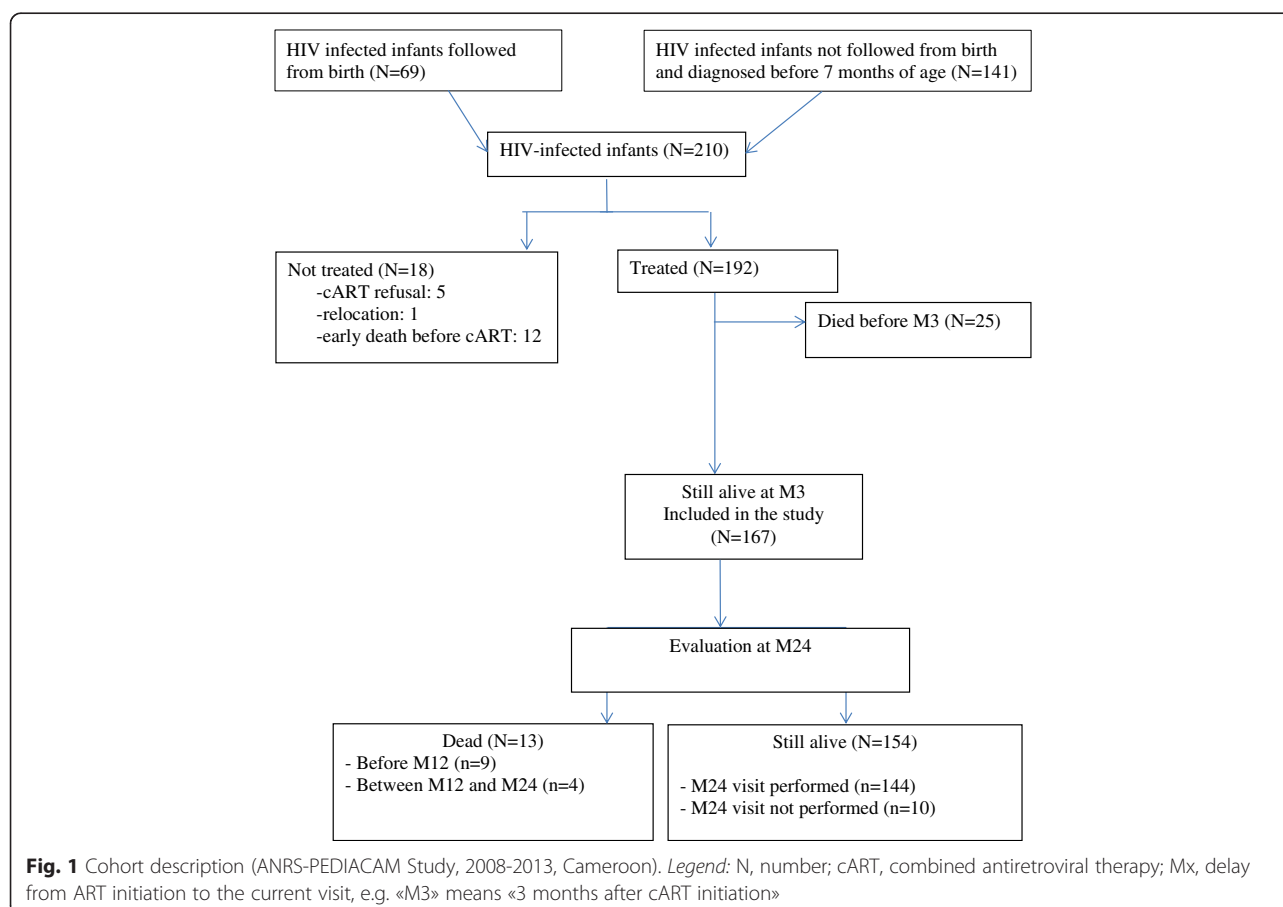 HIV infected infants followed
from birth (N=69)
HIV infected infants not followed from birth
and diagnosed before 7 months of age (N=141)
HIV-infected infants (N=210)
Not treated (N=18)
-cART refusal: 5
-relocation: 1
-early death before cART: 12
Treated (N=192)
Died before M3 (N=25)
Still alive at M3
Included in the study
(N=167)
Evaluation at M24
Dead (N=13)
- Before M12 (n=9)
- Between M12 and M24 (n=4)
Still alive (N=154)
- M24 visit performed (n=144)
- M24 visit not performed (n=10)
Fig. 1 Cohort description (ANRS-PEDIACAM Study, 2008-2013, Cameroon). Legend: N, number; cART, combined antiretroviral therapy; Mx, delay
from ART initiation to the current visit, e.g. «M3» means «3 months after cART initiation»